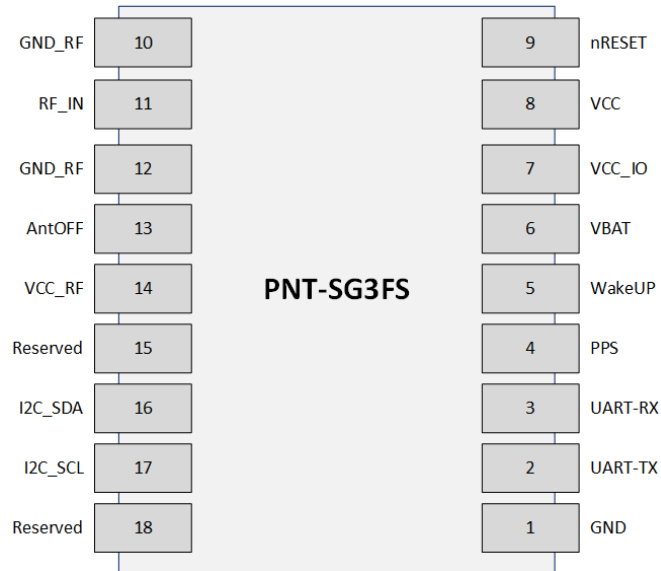 GND_RF 10 9 nRESET
RF_IN 11 8 VCC
GND_RF 12 7 VCC_IO
AntOFF 13 6 VBAT
VCC_RF 14 PNT-SG3FS 5 WakeUP
Reserved 15 4 PPS
I2C_SDA 16 3 UART-RX
I2C_SCL 17 2 UART-TX
Reserved 18 1 GND